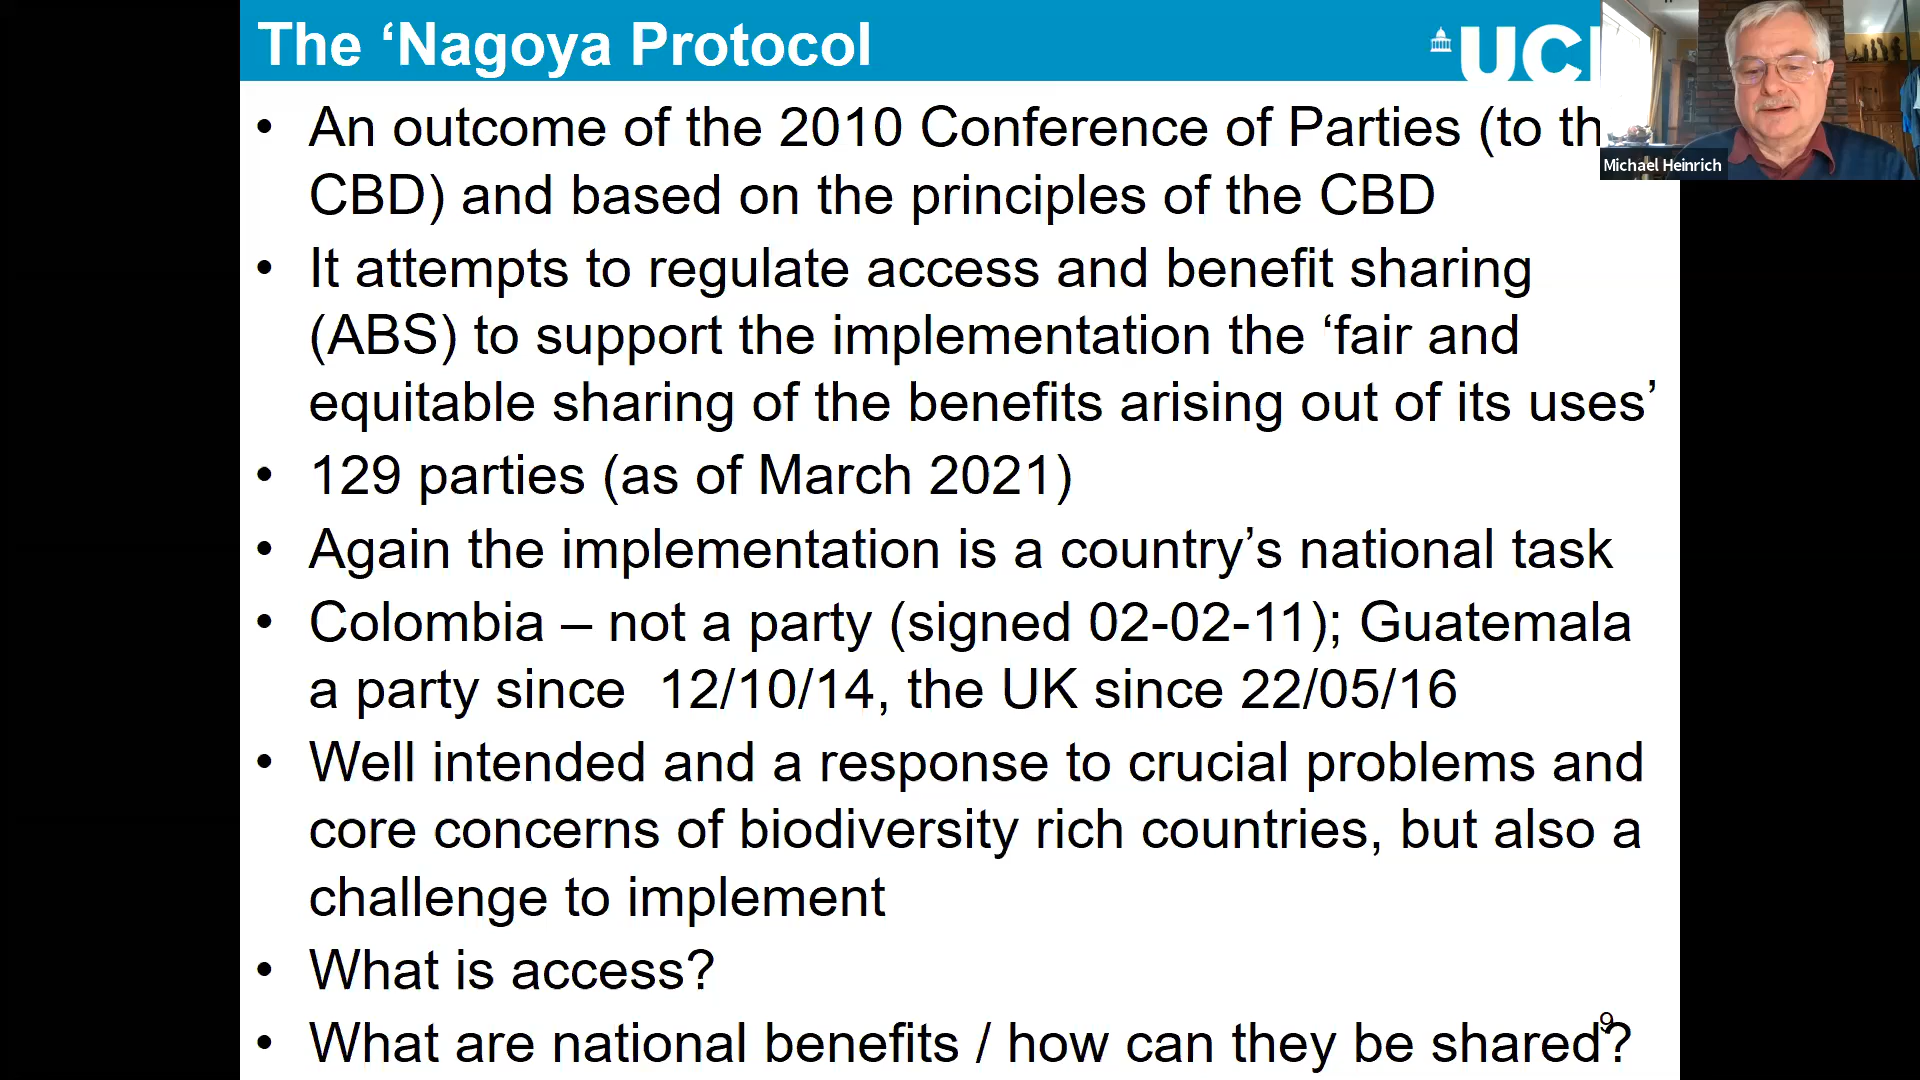 The ‘Nagoya Protocol
UCL
Michael Heinrich
• An outcome of the 2010 Conference of Parties (to th
CBD) and based on the principles of the CBD
• It attempts to regulate access and benefit sharing
(ABS) to support the implementation the ‘fair and
equitable sharing of the benefits arising out of its uses’
• 129 parties (as of March 2021)
• Again the implementation is a country’s national task
• Colombia – not a party (signed 02-02-11); Guatemala
a party since  12/10/14, the UK since 22/05/16
• Well intended and a response to crucial problems and
core concerns of biodiversity rich countries, but also a
challenge to implement
• What is access?
• What are national benefits / how can they be shared?
9